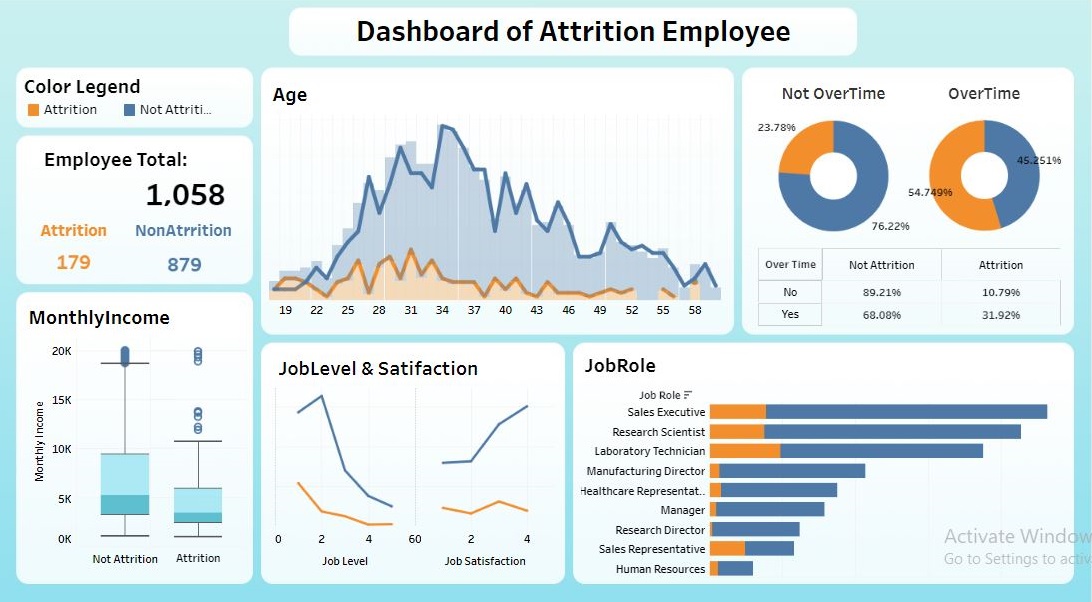 Dashboard of Attrition Employee
Color Legend
Attrition
Not Attriti...
Employee Total:
1,058
Attrition
NonAtrrition
179
879
MonthlyIncome
20K
15K
10K
5K
0K
Monthly Income
Not Attrition
Attrition
Age
19 22 25 28 31 34 37 40 43 46 49 52 55 58
Not OverTime
OverTime
23.78%
76.22%
45.251%
54.749%
Over Time Not Attrition Attrition
No 89.21% 10.79%
Yes 68.08% 31.92%
JobLevel & Satifaction
0 2 4 60 2 4
Job Level
Job Satisfaction
JobRole
Job Role
Sales Executive
Research Scientist
Laboratory Technician
Manufacturing Director
Healthcare Representat..
Manager
Research Director
Sales Representative
Human Resources
Activate Window
Go to Settings to activ